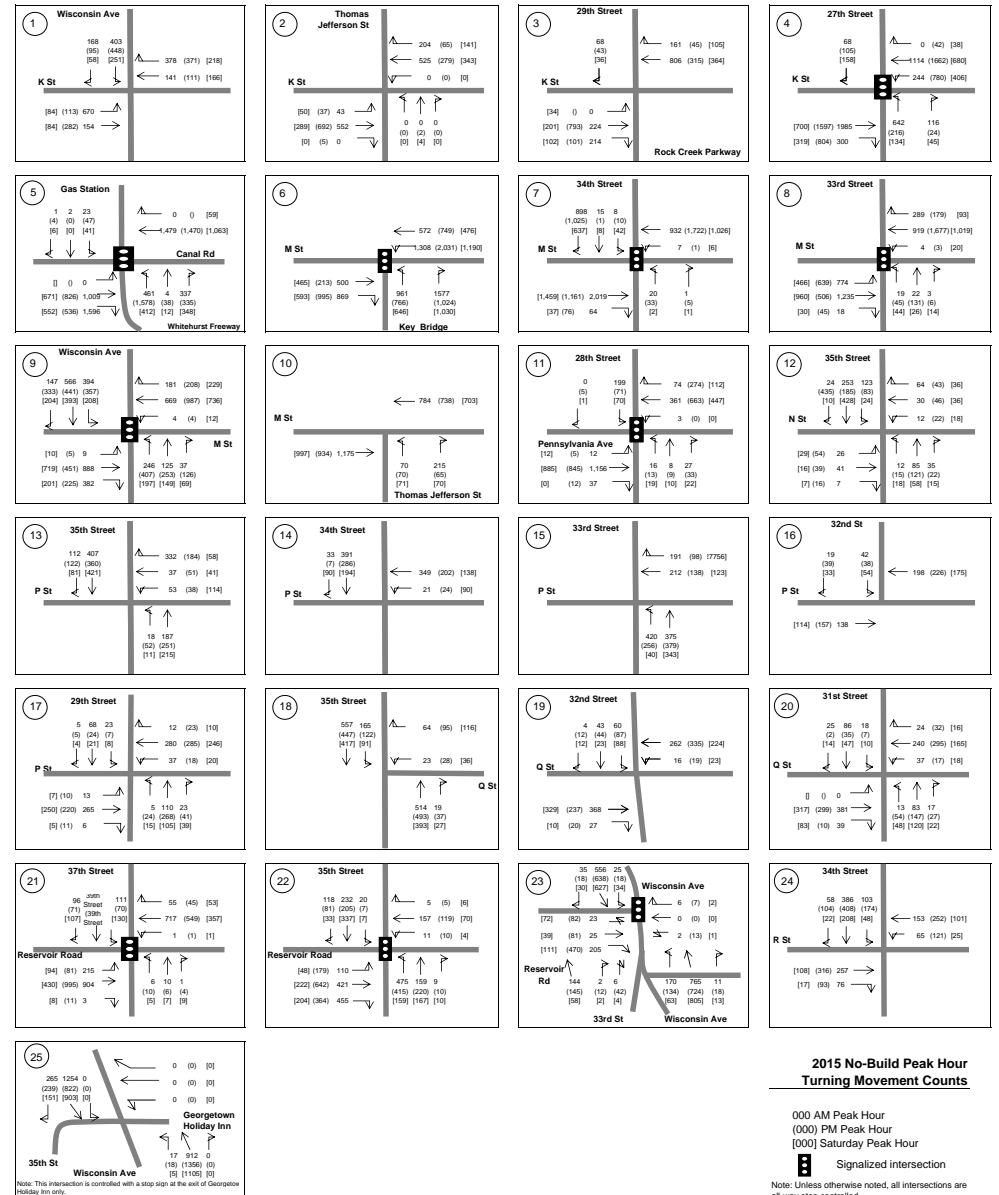 1
Wisconsin Ave
168 403
(95) (448)
[58] [251]
378 (371) [218]
141 (111) [166]
K St
[84] (113) 670
[84] (282) 154
2
Thomas
Jefferson St
204 (65) [141]
525 (279) [343]
0 (0) [0]
K St
[50] (37) 43
[289] (692) 552
[0] (5) 0
0 0 0
(0) (2) (0)
[0] [4] [0]
3
29th Street
68
(43)
[36]
161 (45) [105]
806 (315) [364]
K St
[34] () 0
[201] (793) 224
[102] (101) 214
Rock Creek Parkway
4
27th Street
68
(105)
[158]
0 (42) [38]
1114 (1662) [680]
244 (780) [406]
K St
[700] (1597) 1985
[319] (804) 300
642 116
(216) (24)
[134] [45]
5
Gas Station
1 2 23
(4) (0) (47)
[6] [0] [41]
0 () [59]
1,479 (1,470) [1,063]
Canal Rd
[] () 0
[671] (826) 1,009
[552] (536) 1,596
461 4 337
(1,578) (38) (335)
[412] [12] [348]
Whitehurst Freeway
6
572 (749) [476]
1,308 (2,031) [1,190]
M St
[465] (213) 500
[593] (995) 869
961 1577
(766) (1,024)
[646] [1,030]
Key Bridge
7
34th Street
898 15 8
(1,025) (1) (10)
[637] [8] [42]
932 (1,722) [1,026]
7 (1) [6]
M St
[1,459] (1,161) 2,019
[37] (76) 64
20 1
(33) (5)
[2] [1]
8
33rd Street
289 (179) [93]
919 (1,677) [1,019]
4 (3) [20]
M St
[466] (639) 774
[960] (506) 1,235
[30] (45) 18
19 22 3
(45) (131) (6)
[44] [26] [14]
9
Wisconsin Ave
147 566 394
(333) (441) (357)
[204] [393] [208]
181 (208) [229]
669 (987) [736]
4 (4) [12]
M St
[10] (5) 9
[719] (451) 888
[201] (225) 382
246 125 37
(407) (253) (126)
[197] [149] [69]
10
784 (738) [703]
M St
[997] (934) 1,175
70 215
(70) (65)
[71] [70]
Thomas Jefferson St
11
28th Street
0 199
(5) (71)
[1] [70]
74 (274) [112]
361 (663) [447]
3 (0) [0]
Pennsylvania Ave
[12] (5) 12
[885] (845) 1,156
[0] (12) 37
16 8 27
(13) (9) (33)
[19] [10] [22]
12
35th Street
24 253 123
(435) (185) (83)
[10] [428] [24]
64 (43) [36]
30 (46) [36]
12 (22) [18]
N St
[29] (54) 26
[16] (39) 41
[7] (16) 7
12 85 35
(15) (121) (22)
[18] [58] [15]
13
35th Street
112 407
(122) (360)
[81] [421]
332 (184) [58]
37 (51) [41]
53 (38) [114]
P St
18 187
(52) (251)
[11] [215]
14
34th Street
33 391
(7) (286)
[90] [194]
349 (202) [138]
21 (24) [90]
P St
15
33rd Street
191 (98)
212 (138) [123]
P St
420 375
(256) (379)
[40] [343]
16
32nd St
19 42
(39) (38)
[33] [54]
198 (226) [175]
P St
[114] (157) 138
17
29th Street
5 68 23
(5) (24) (7)
[4] [21] [8]
12 (23) [10]
280 (285) [246]
37 (18) [20]
P St
[7] (10) 13
[250] (220) 265
[5] (11) 6
5 110 23
(24) (268) (41)
[15] [105] [39]
18
35th Street
557 165
(447) (122)
[417] [91]
64 (95) [116]
23 (28) [36]
Q St
514 19
(493) (37)
[393] [27]
19
32nd Street
4 43 60
(12) (44) (87)
[12] [23] [88]
262 (335) [224]
16 (19) [23]
Q St
[329] (237) 368
[10] (20) 27
20
31st Street
25 86 18
(2) (35) (7)
[14] [47] [10]
24 (32) [16]
240 (295) [165]
37 (17) [18]
Q St
[] () 0
[317] (299) 381
[83] (10) 39
13 83 17
(54) (147) (27)
[48] [120] [22]
21
37th Street
96 39th 111
(71) Street (70)
[107] (39th [130]
Street
55 (45) [53]
717 (549) [357]
1 (1) [1]
Reservoir Road
[94] (81) 215
[430] (995) 904
[8] (11) 3
6 10 1
(10) (6) (4)
[5] [7] [9]
22
35th Street
118 232 20
(81) (205) (7)
[33] [337] [7]
5 (5) [6]
157 (119) [70]
11 (10) [4]
Reservoir Road
[48] (179) 110
[222] (642) 421
[204] (364) 455
475 159 9
(415) (220) (10)
[159] [167] [10]
23
35 556 25
(18) (638) (18)
[30] [627] [34]
Wisconsin Ave
6 (7) [2]
0 (0) [0]
2 (13) [1]
[72] (82) 23
[39] (81) 25
[111] (470) 205
Reservoir
Rd
144 2 6
(145) (12) (42)
[58] [2] [4]
170 765 11
(134) (724) (18)
[63] [805] [13]
33rd St
Wisconsin Ave
24
34th Street
58 386 103
(104) (408) (174)
[22] [208] [48]
153 (252) [101]
65 (121) [25]
R St
[108] (316) 257
[17] (93) 76
25
265 1254 0
(239) (822) (0)
[151] [903] [0]
0 (0) [0]
0 (0) [0]
0 (0) [0]
Georgetown
Holiday Inn
35th St
Wisconsin Ave
17 912 0
(18) (1356) (0)
[5] [1105] [0]
Note: This intersection is controlled with a stop sign at the exit of Georgetow
Holiday Inn only.
2015 No-Build Peak Hour
Turning Movement Counts
000 AM Peak Hour
(000) PM Peak Hour
[000] Saturday Peak Hour
Signalized intersection
Note: Unless otherwise noted, all intersections are